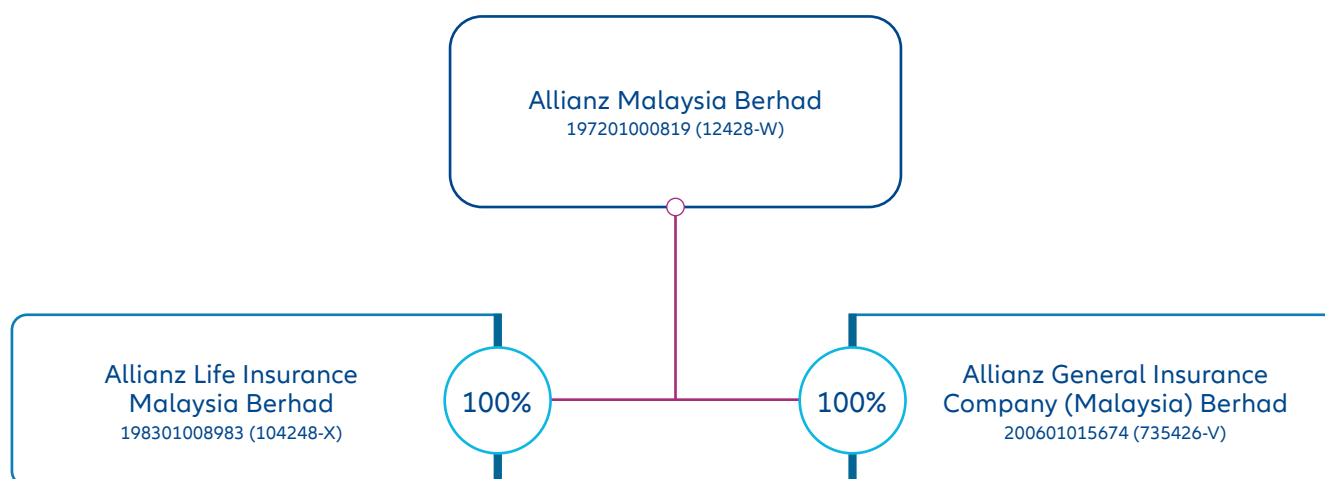 Allianz Malaysia Berhad
197201000819 (12428-W)
Allianz Life Insurance
Malaysia Berhad
198301008983 (104248-X)
100%
100%
Allianz General Insurance
Company (Malaysia) Berhad
200601015674 (735426-V)